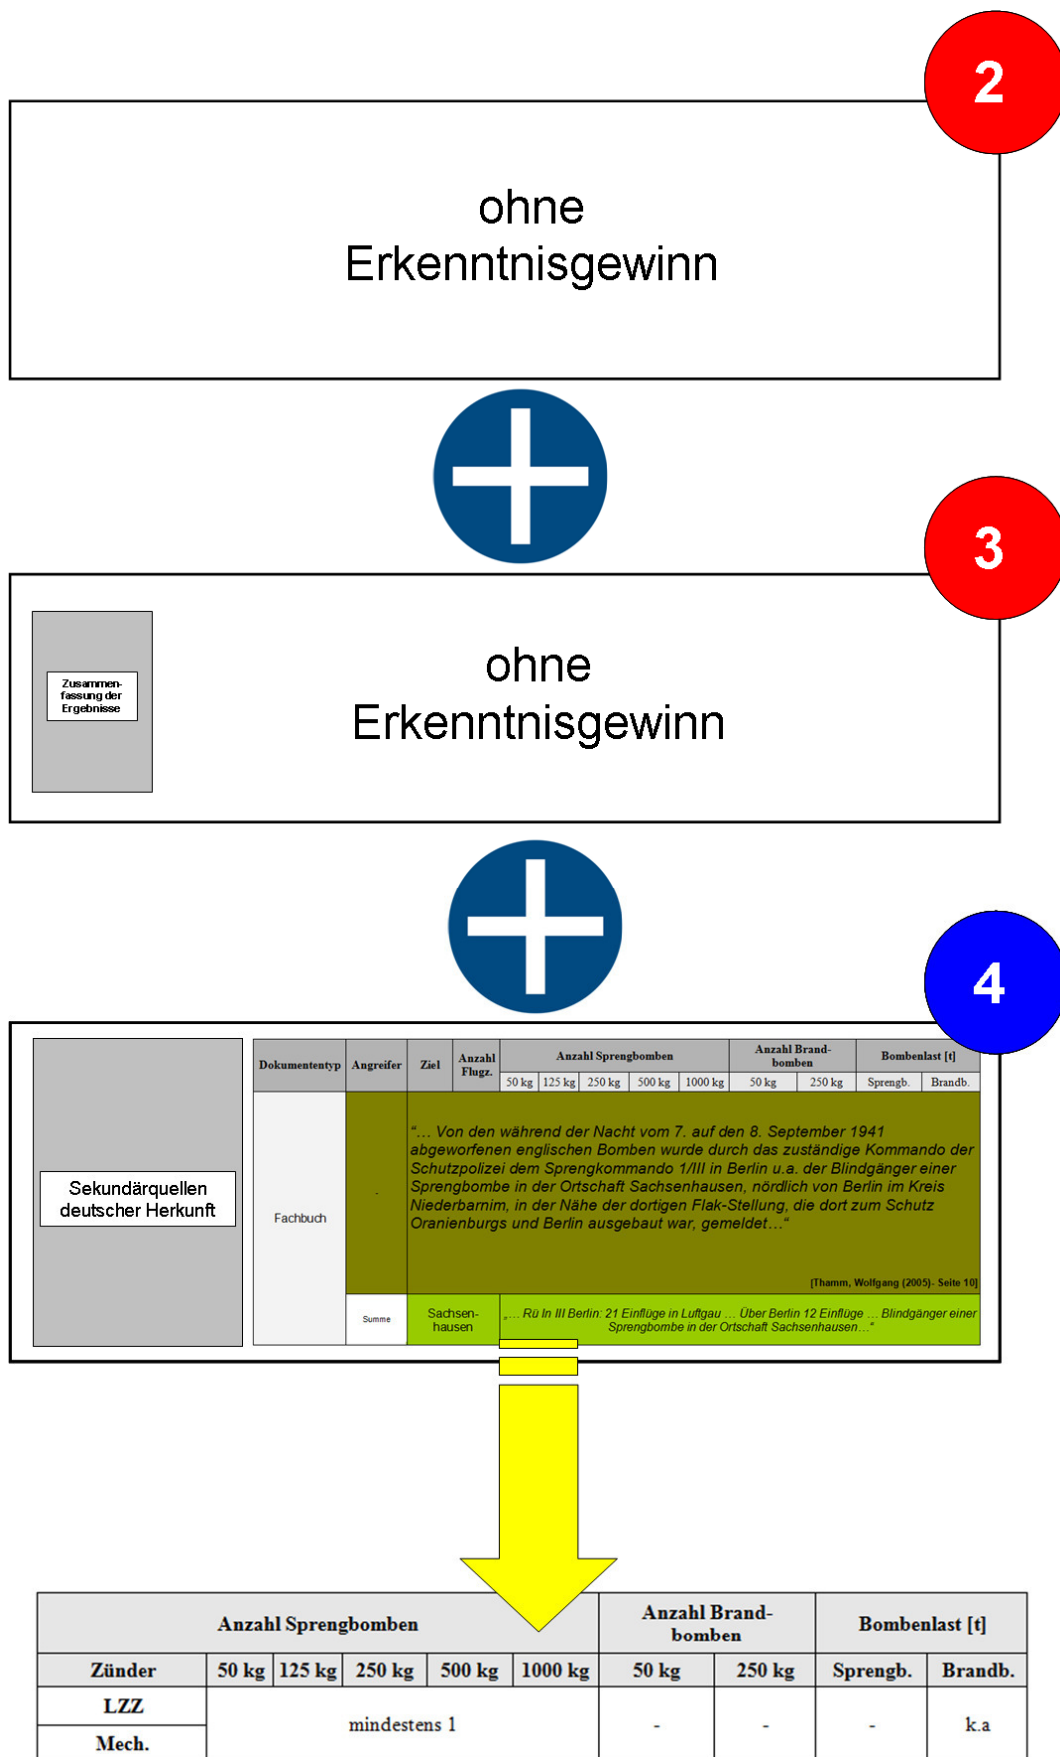 2
ohne
Erkenntnisgewinn
3
Zusammen-
fassung der
Ergebnisse
ohne
Erkenntnisgewinn
4
Sekundärquellen
deutscher Herkunft
Dokumententyp Angreifer Ziel Anzahl Flugz. Anzahl Sprengbomben Anzahl Brand-bomben Bombenlast [t]
50 kg 125 kg 250 kg 500 kg 1000 kg 50 kg 250 kg Sprengb. Brandb.
Fachbuch
-
“… Von den während der Nacht vom 7. auf den 8. September 1941
abgeworfenen englischen Bomben wurde durch das zuständige Kommando der
Schutzpolizei dem Sprengkommando 1/III in Berlin u.a. der Blindgänger einer
Sprengbombe in der Ortschaft Sachsenhausen, nördlich von Berlin im Kreis
Niederbarnim, in der Nähe der dortigen Flak-Stellung, die dort zum Schutz
Oranienburgs und Berlin ausgebaut war, gemeldet…“
[Thamm, Wolfgang (2005)- Seite 10]
Summe
Sachsen-
hausen
„… Rü In III Berlin: 21 Einflüge in Luftgau … Über Berlin 12 Einflüge … Blindgänger einer
Sprengbombe in der Ortschaft Sachsenhausen…“
Anzahl Sprengbomben Anzahl Brand-bomben Bombenlast [t]
Zünder 50 kg 125 kg 250 kg 500 kg 1000 kg 50 kg 250 kg Sprengb. Brandb.
LZZ
mindestens 1 - - - k.a
Mech.